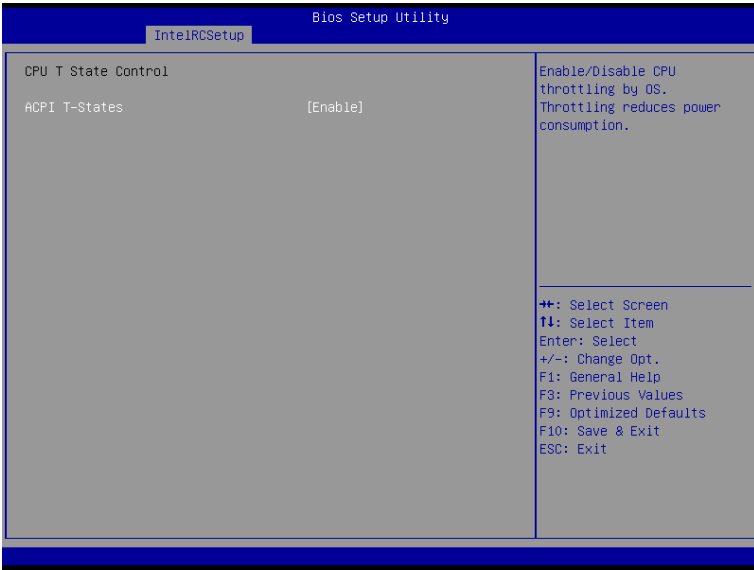 Bios Setup Utility
IntelRCSetup
CPU T State Control
ACPI T-States [Enable]
Enable/Disable CPU
throttling by OS.
Throttling reduces power
consumption.
→←: Select Screen
↑↓: Select Item
Enter: Select
+/-: Change Opt.
F1: General Help
F3: Previous Values
F9: Optimized Defaults
F10: Save & Exit
ESC: Exit